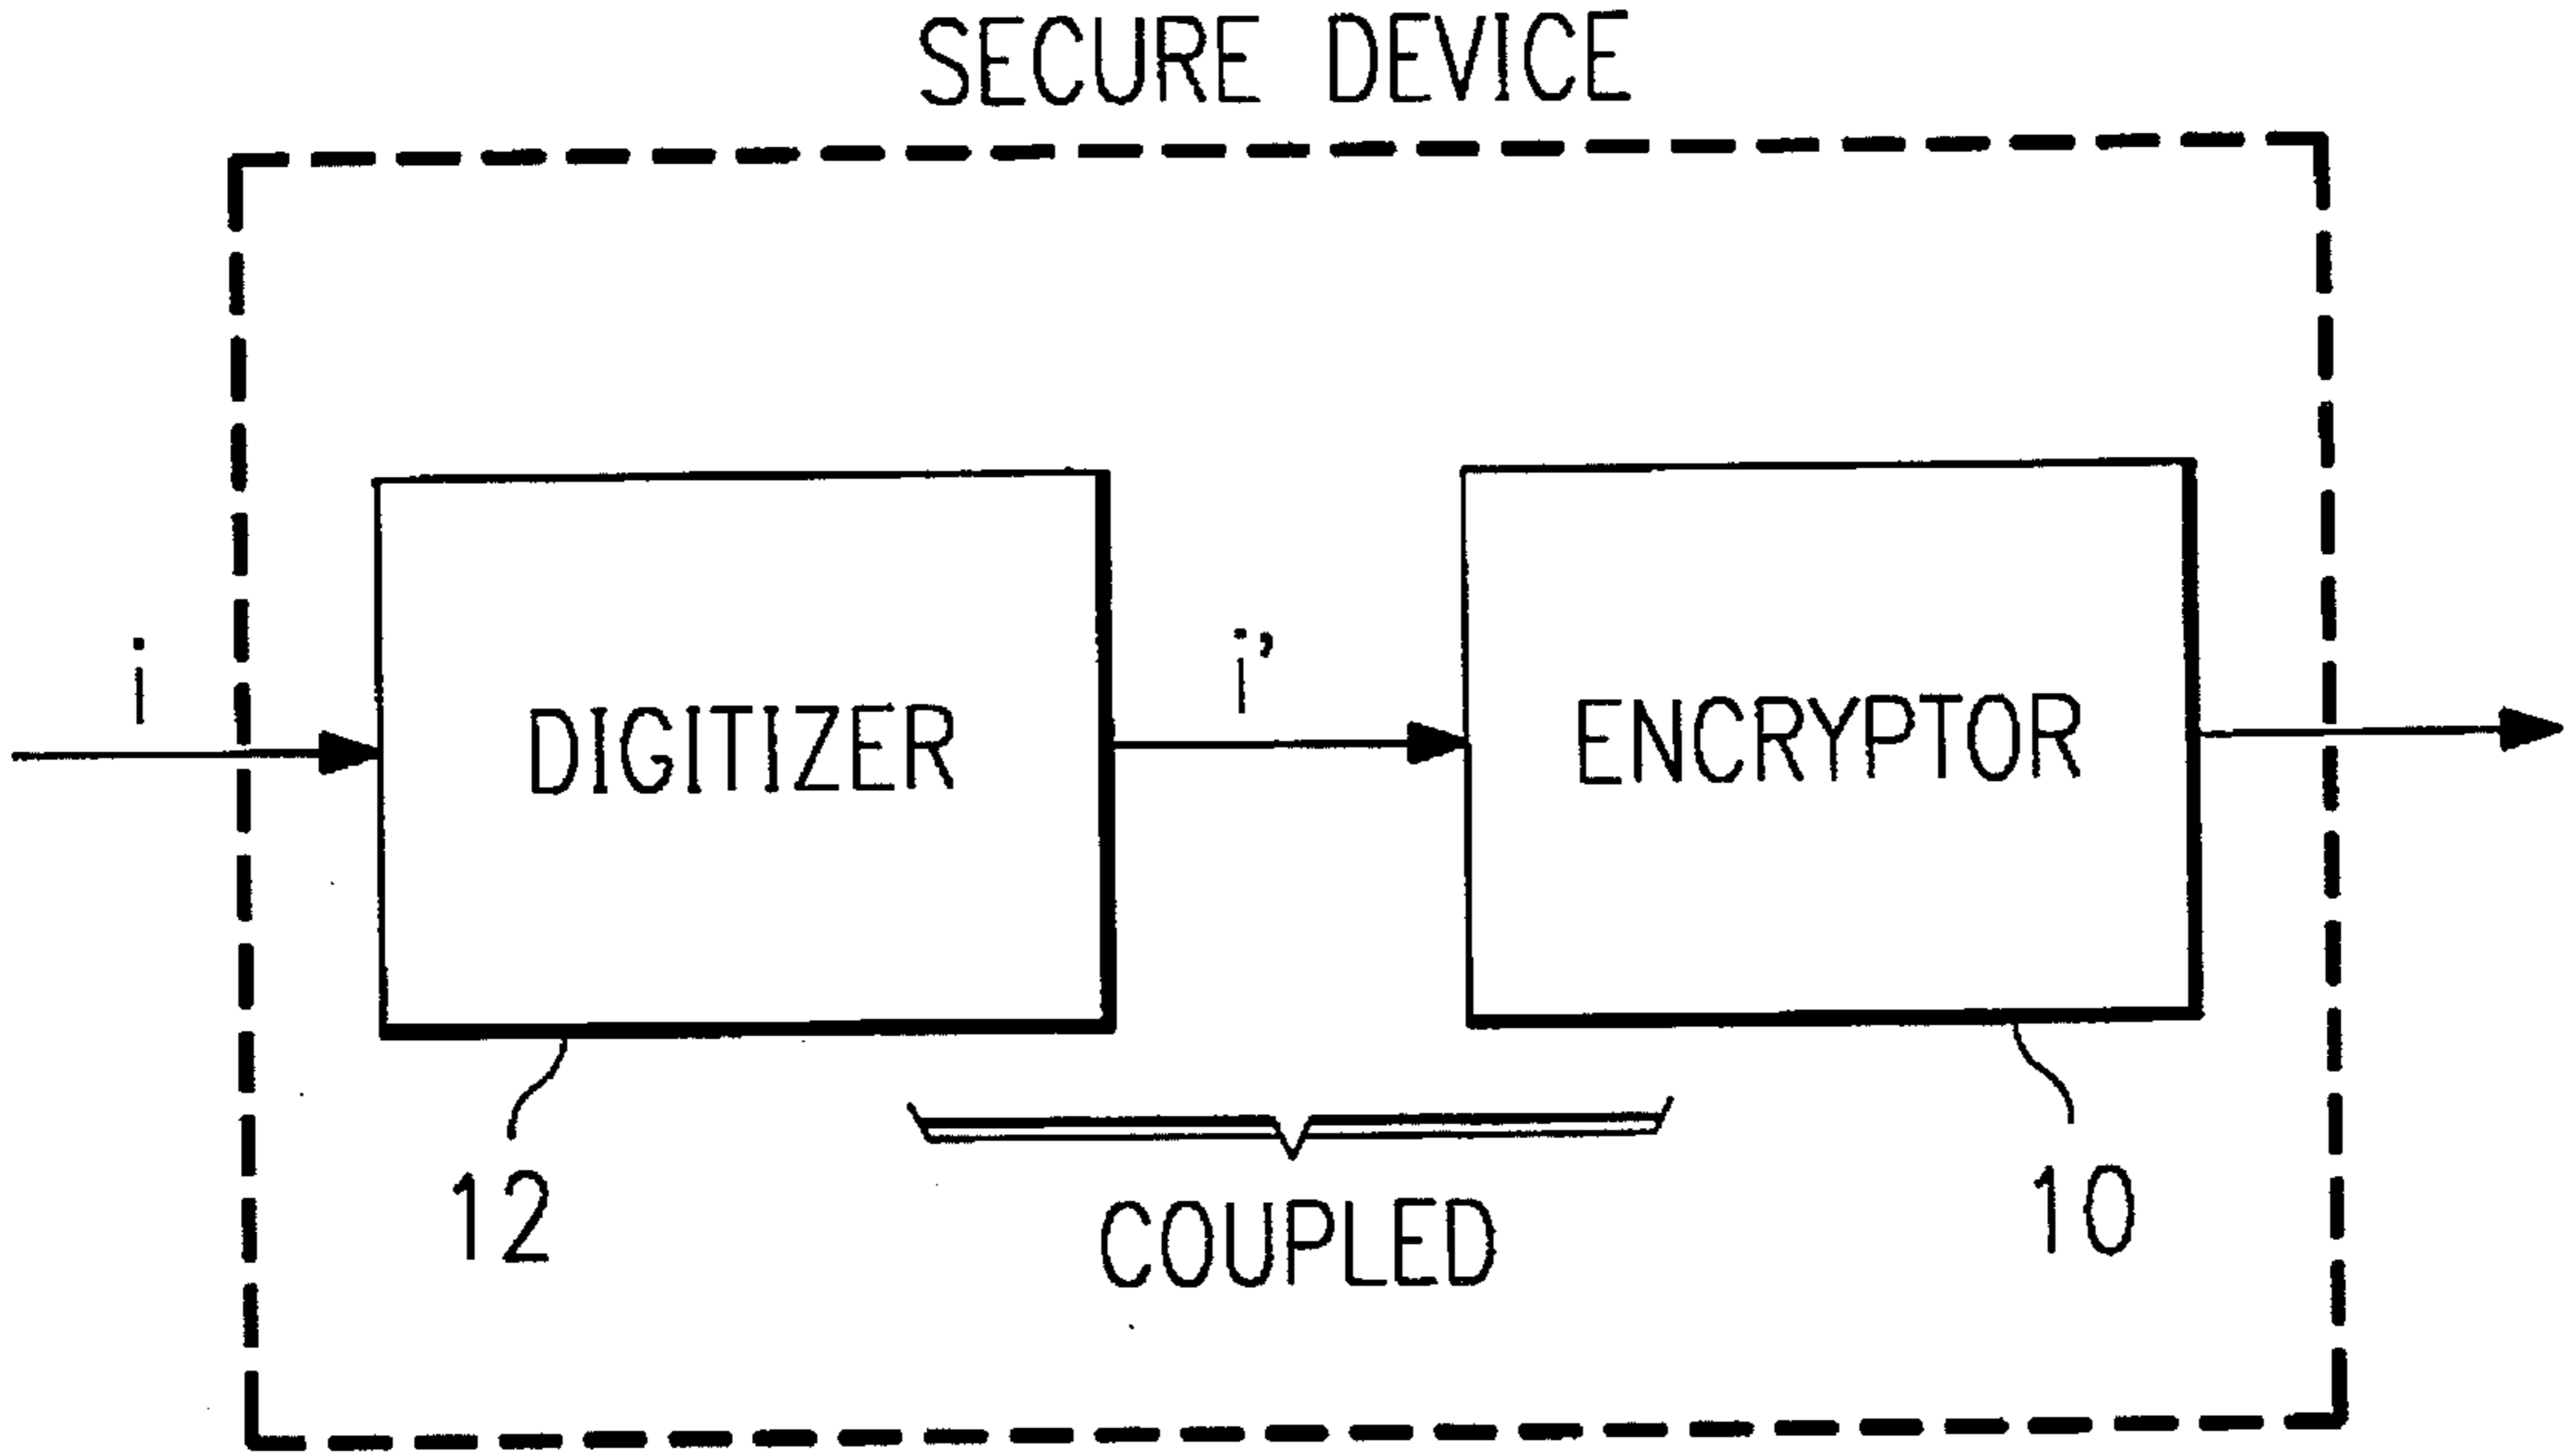 SECURE DEVICE
i
DIGITIZER
i’
ENCRYPTOR
12
COUPLED
10